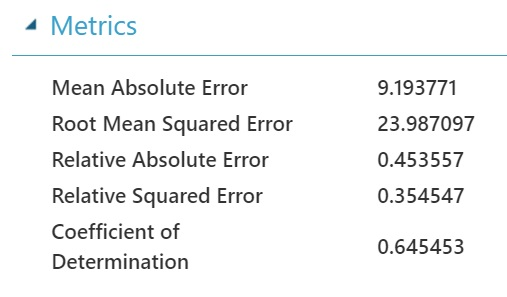 Metrics
Mean Absolute Error 9.193771
Root Mean Squared Error 23.987097
Relative Absolute Error 0.453557
Relative Squared Error 0.354547
Coefficient of
Determination 0.645453